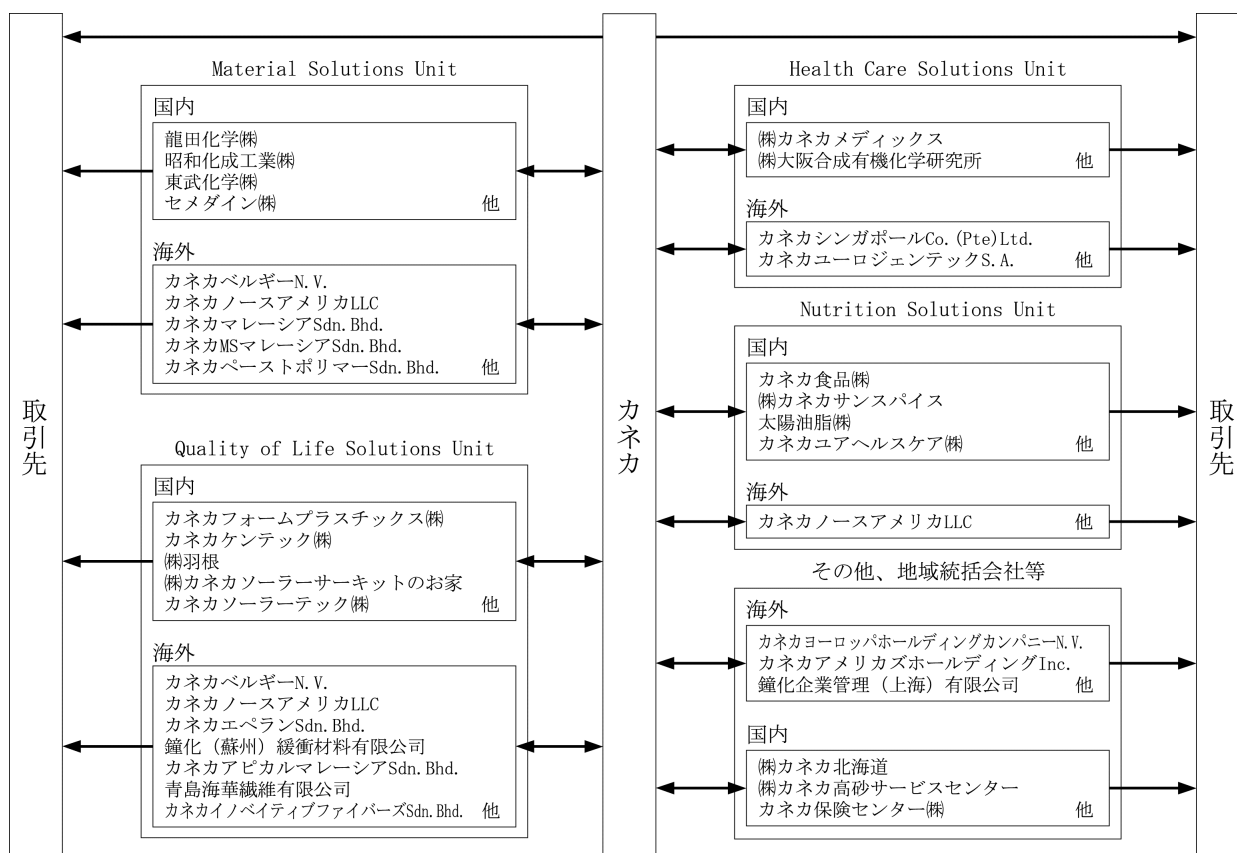 取引先
Material Solutions Unit
国内
龍田化学㈱
昭和化成工業㈱
東武化学㈱
セメダイン㈱ 他
海外
カネカベルギーN.V.
カネカノースアメリカLLC
カネカマレーシアSdn.Bhd.
カネカMSマレーシアSdn.Bhd.
カネカペーストポリマーSdn.Bhd. 他
Quality of Life Solutions Unit
国内
カネカフォームプラスチックス㈱
カネカケンテック㈱
㈱羽根
㈱カネカソーラーサーキットのお家
カネカソーラーテック㈱ 他
海外
カネカベルギーN.V.
カネカノースアメリカLLC
カネカエペランSdn.Bhd.
鐘化（蘇州）緩衝材料有限公司
カネカアピカルマレーシアSdn.Bhd.
青島海華繊維有限公司
カネカイノベイティブファイバーズSdn.Bhd. 他
カネカ
Health Care Solutions Unit
国内
㈱カネカメディックス
㈱大阪合成有機化学研究所 他
海外
カネカシンガポールCo.(Pte)Ltd.
カネカユーロジェンテックS.A. 他
Nutrition Solutions Unit
国内
カネカ食品㈱
㈱カネカサンスパイス
太陽油脂㈱
カネカユアヘルスケア㈱ 他
海外
カネカノースアメリカLLC 他
その他、地域統括会社等
海外
カネカヨーロッパホールディングカンパニーN.V.
カネカアメリカズホールディングInc.
鐘化企業管理（上海）有限公司 他
国内
㈱カネカ北海道
㈱カネカ高砂サービスセンター
カネカ保険センター㈱ 他
取引先